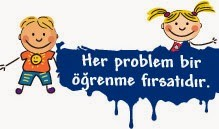 Her problem bir
öğrenme fırsatıdır.